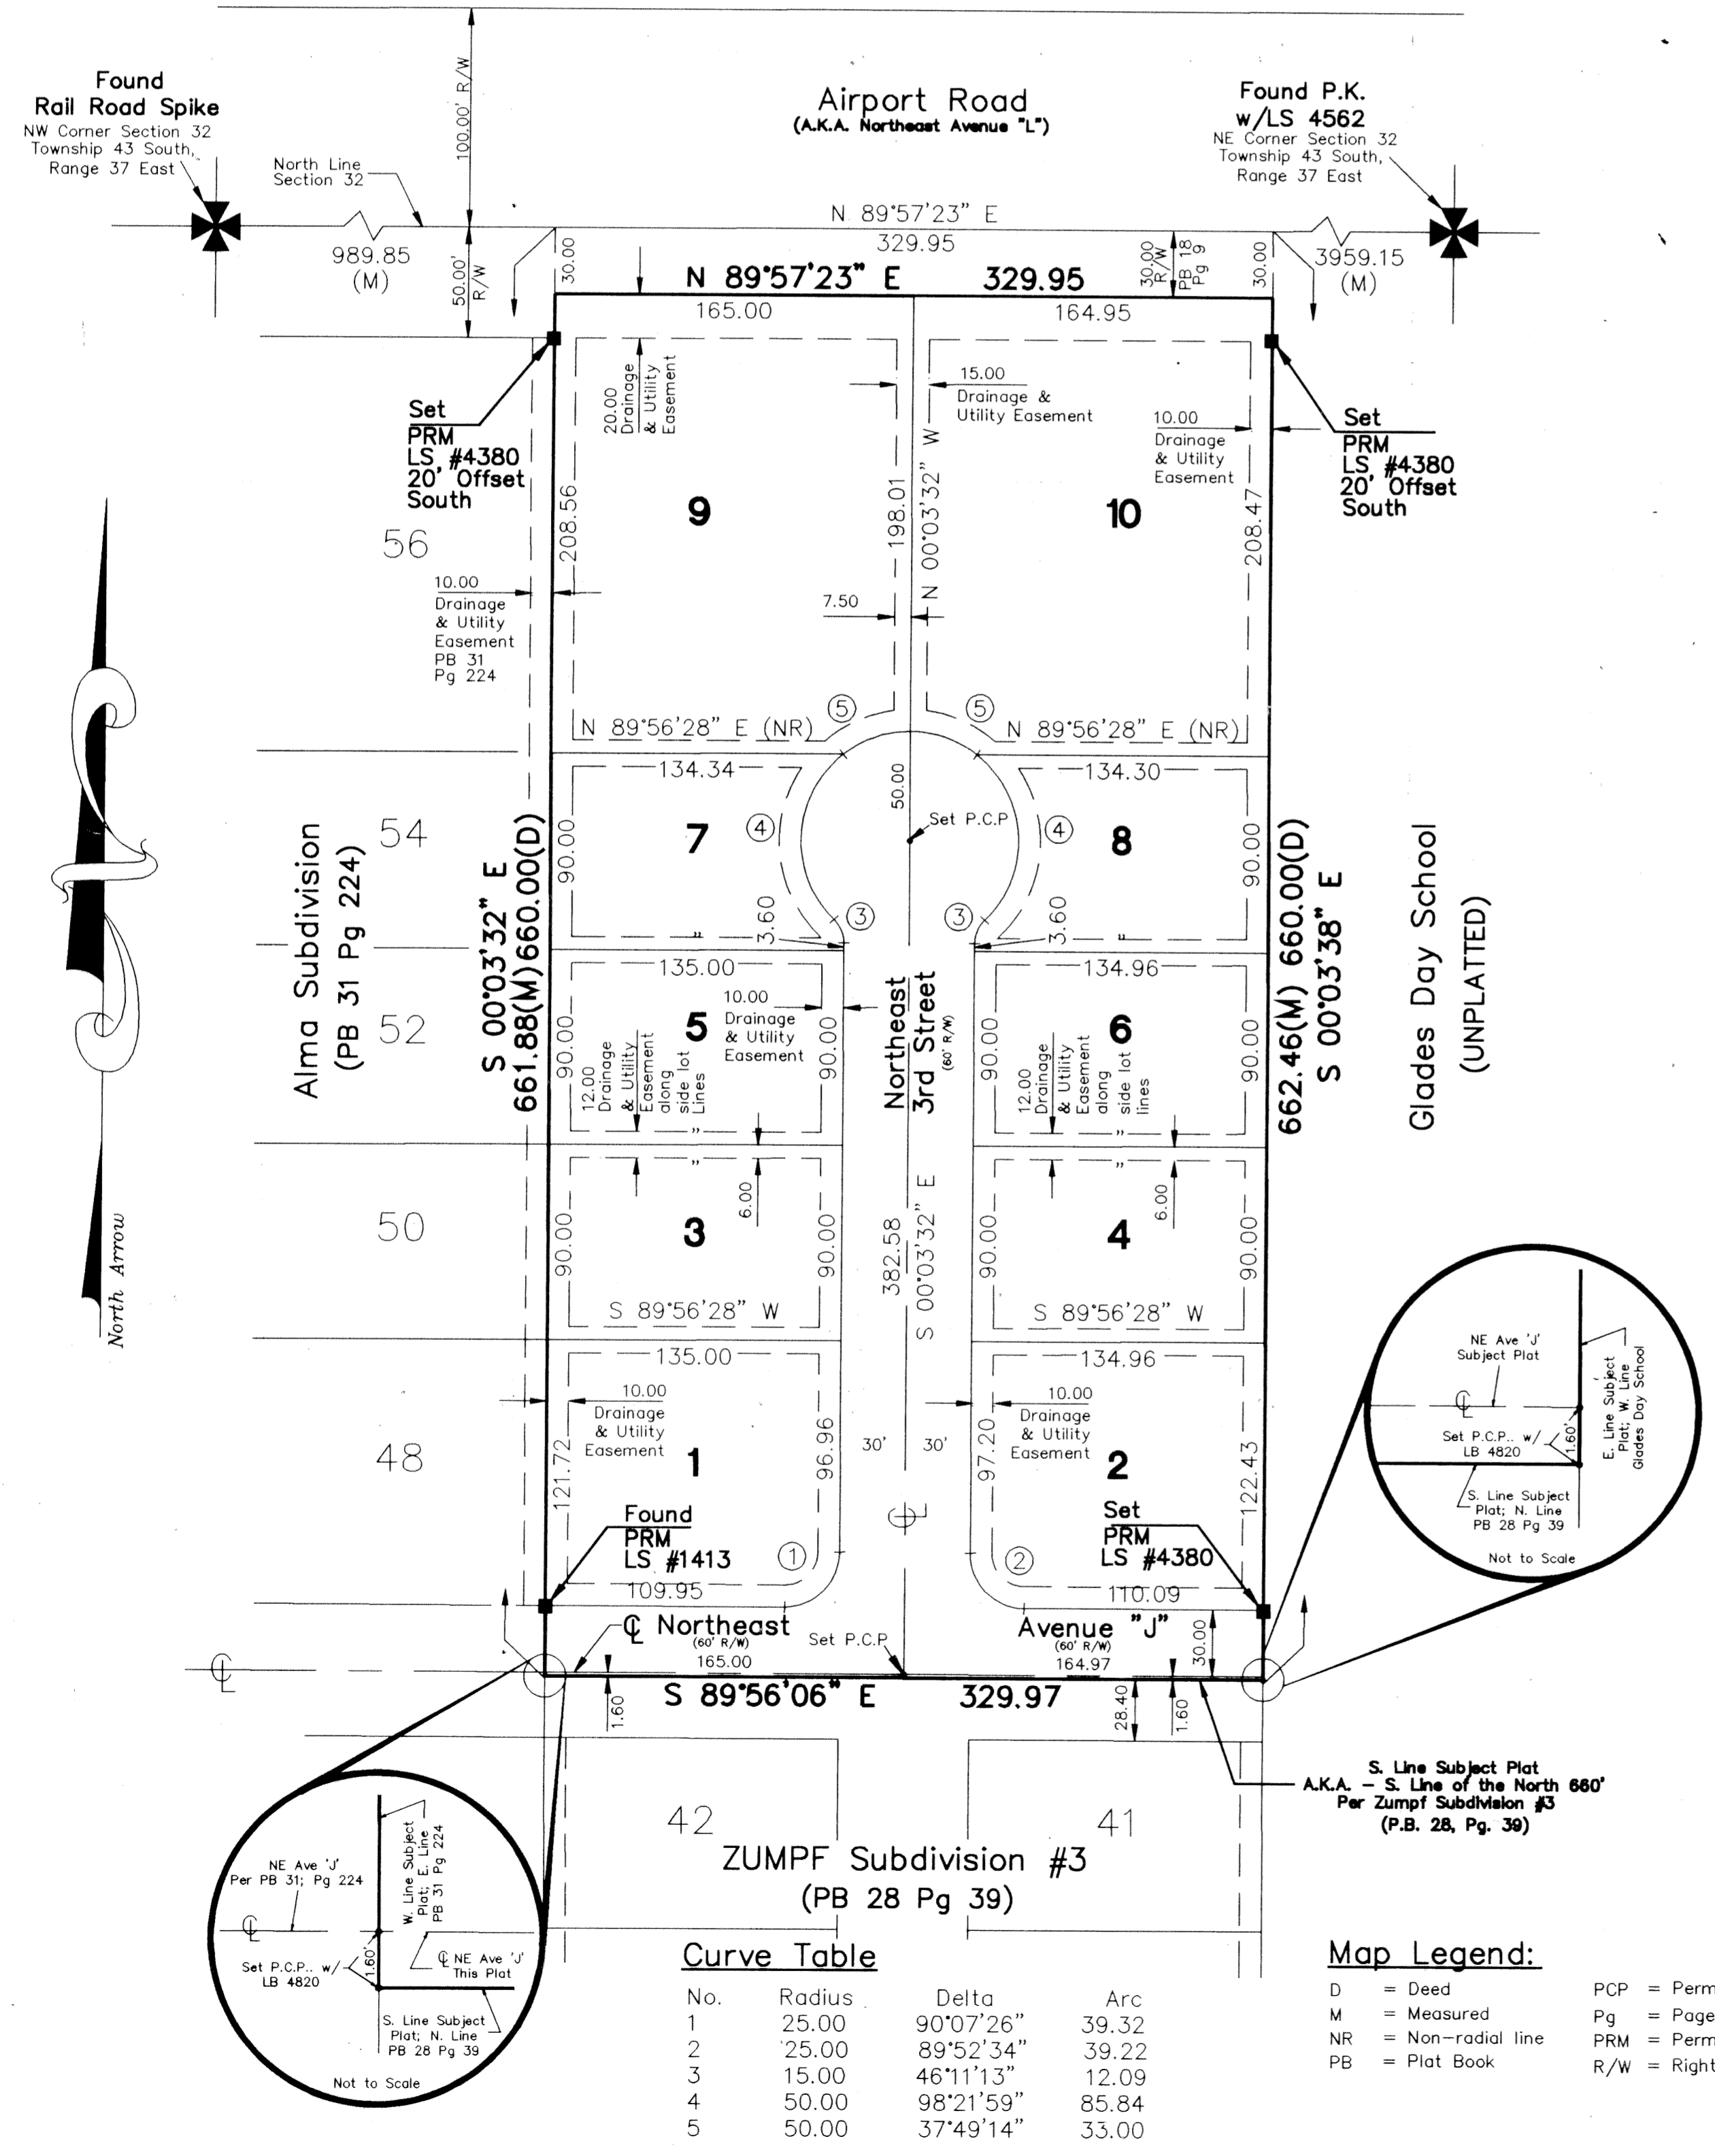 Found
Rail Road Spike
NW Corner Section 32
Township 43 South,
Range 37 East
North Line
Section 32
100.00' R/W
Airport Road
(A.K.A. Northeast Avenue "L")
Found P.K.
w/LS 4562
NE Corner Section 32
Township 43 South,
Range 37 East
N 89°57'23" E
329.95
989.85
(M)
50.00'
R/W
30.00
30.00
R/W
PB 18
Pg 9
30.00
3959.15
(M)
N 89°57'23" E 329.95
165.00
164.95
Set
PRM
LS #4380
20' Offset
South
20.00
Drainage
& Utility
Easement
15.00
Drainage &
Utility Easement
10.00
Drainage
& Utility
Easement
Set
PRM
LS #4380
20' Offset
South
56
208.56
9
198.01
N 00°03'32" W
10
208.47
10.00
Drainage
& Utility
Easement
PB 31
Pg 224
7.50
5
5
N 89°56'28" E (NR)
N 89°56'28" E (NR)
134.34
134.30
50.00
Set P.C.P
Alma Subdivision
(PB 31 Pg 224)
54
S 00°03'32" E
661.88(M)660.00(D)
90.00
7
4
4
8
90.00
662.46(M) 660.00(D)
S 00°03'38" E
Glades Day School
(UNPLATTED)
3.60
3
3
3.60
"
"
135.00
134.96
52
90.00
5
10.00
Drainage
& Utility
Easement
12.00
Drainage
& Utility
Easement
along
side lot
Lines
90.00
Northeast
3rd Street
(60' R/W)
90.00
6
12.00
Drainage
& Utility
Easement
along
side lot
lines
90.00
"
"
"
"
6.00
6.00
50
90.00
3
90.00
382.58
S 00°03'32" E
90.00
4
90.00
S 89°56'28" W
S 89°56'28" W
North Arrow
135.00
134.96
10.00
Drainage
& Utility
Easement
10.00
Drainage
& Utility
Easement
48
121.72
1
96.96
30'
30'
97.20
2
122.43
Found
PRM
LS #1413
1
Set
PRM
LS #4380
2
109.95
110.09
℄ Northeast
(60' R/W)
Set P.C.P
Avenue "J"
(60' R/W)
30.00
165.00
164.97
℄
S 89°56'06" E 329.97
1.60
28.40
1.60
NE Ave 'J'
Subject Plat
℄
Set P.C.P.. w/
LB 4820
1.60'
E. Line Subject
Plat; W. Line
Glades Day School
S. Line Subject
Plat; N. Line
PB 28 Pg 39
Not to Scale
S. Line Subject Plat
A.K.A. – S. Line of the North 660'
Per Zumpf Subdivision #3
(P.B. 28, Pg. 39)
42
41
ZUMPF Subdivision #3
(PB 28 Pg 39)
NE Ave 'J'
Per PB 31; Pg 224
W. Line Subject
Plat; E. Line
PB 31 Pg 224
℄
Set P.C.P.. w/
LB 4820
1.60'
℄ NE Ave 'J'
This Plat
S. Line Subject
Plat; N. Line
PB 28 Pg 39
Not to Scale
Curve Table
No. Radius Delta Arc
1 25.00 90°07'26" 39.32
2 25.00 89°52'34" 39.22
3 15.00 46°11'13" 12.09
4 50.00 98°21'59" 85.84
5 50.00 37°49'14" 33.00
Map Legend:
D = Deed PCP = Perm
M = Measured Pg = Page
NR = Non-radial line PRM = Perm
PB = Plat Book R/W = Right